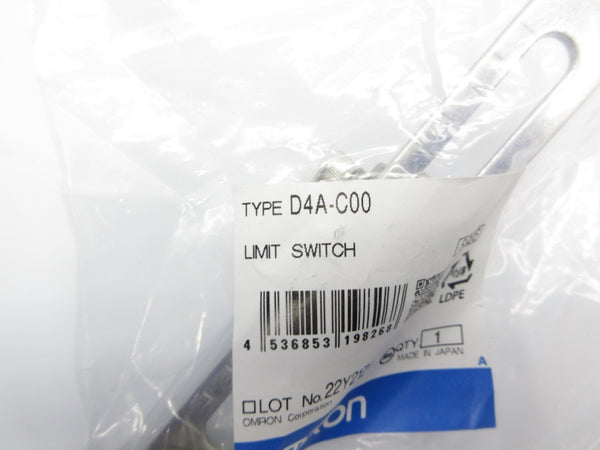 TYPE D4A-C00
LIMIT SWITCH
LDPE
4 536853 198268
QTY. 1
MADE IN JAPAN
LOT No.
OMRON Corporation
A